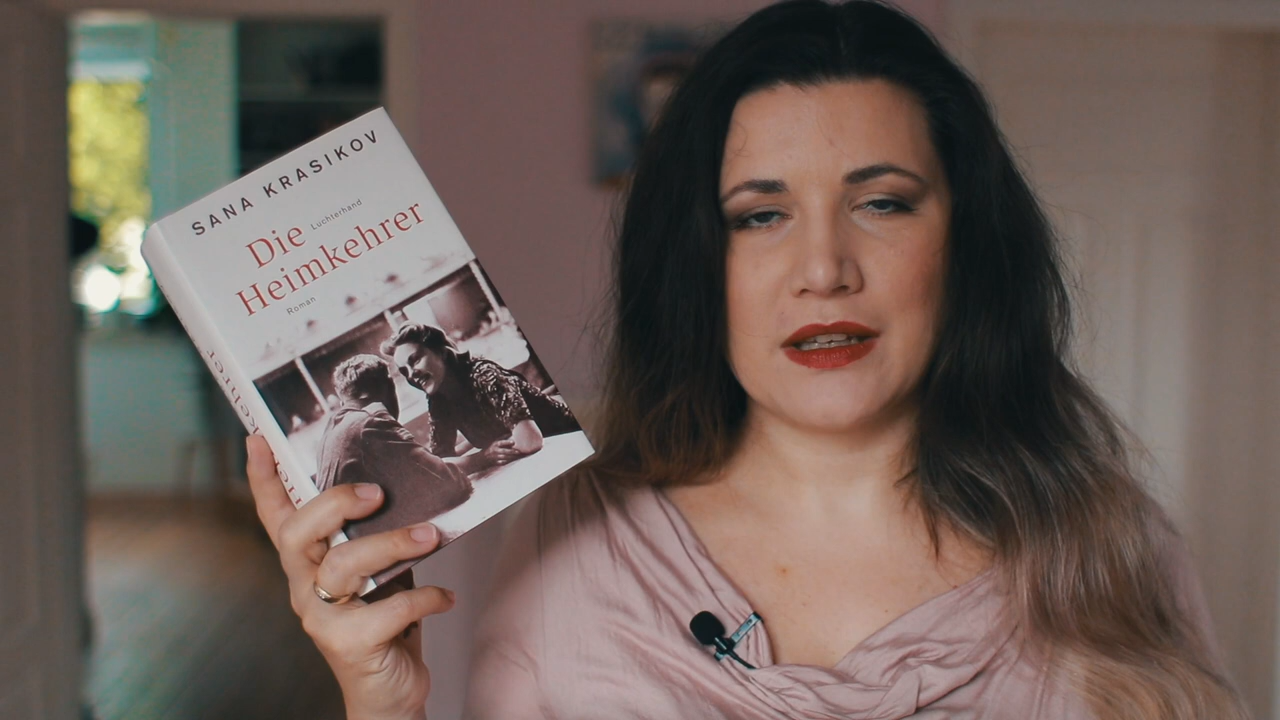 SANA KRASIKOV
Die
Luchterhand
Heimkehrer
Roman